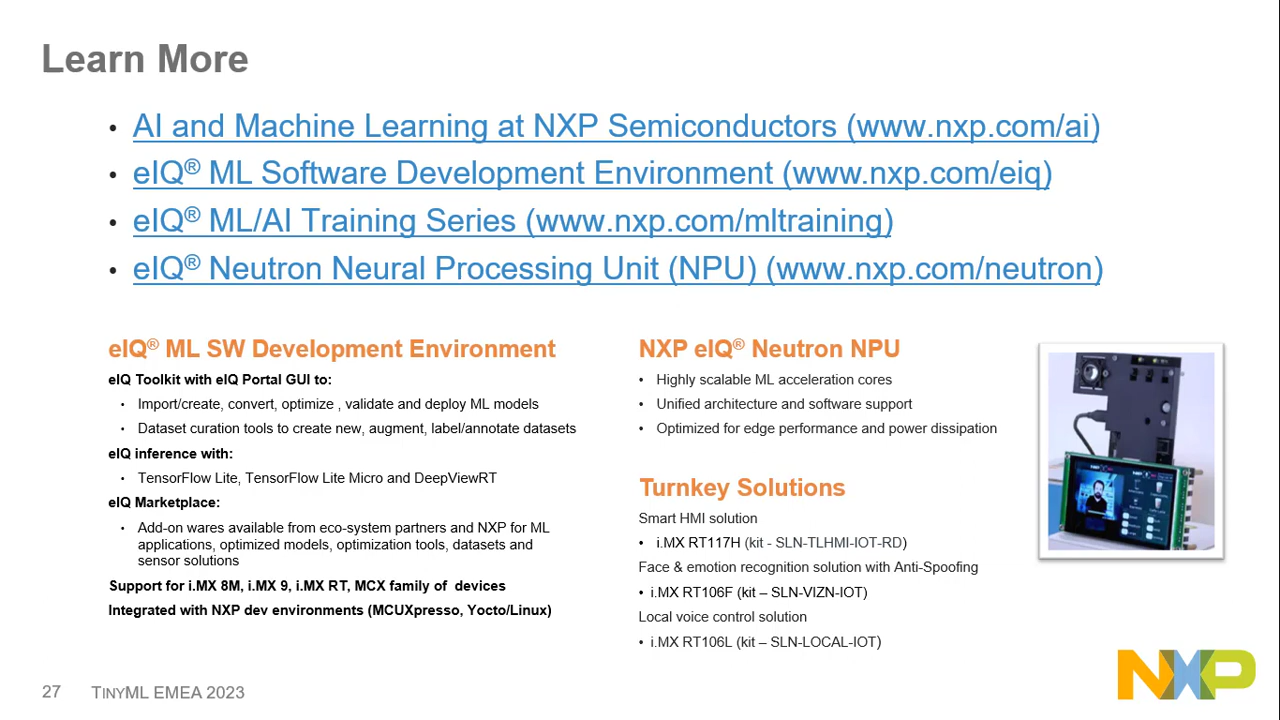 Learn More
• AI and Machine Learning at NXP Semiconductors (www.nxp.com/ai)
• eIQ® ML Software Development Environment (www.nxp.com/eiq)
• eIQ® ML/AI Training Series (www.nxp.com/mltraining)
• eIQ® Neutron Neural Processing Unit (NPU) (www.nxp.com/neutron)
eIQ® ML SW Development Environment
eIQ Toolkit with eIQ Portal GUI to:
• Import/create, convert, optimize , validate and deploy ML models
• Dataset curation tools to create new, augment, label/annotate datasets
eIQ inference with:
• TensorFlow Lite, TensorFlow Lite Micro and DeepViewRT
eIQ Marketplace:
• Add-on wares available from eco-system partners and NXP for ML
applications, optimized models, optimization tools, datasets and
sensor solutions
Support for i.MX 8M, i.MX 9, i.MX RT, MCX family of devices
Integrated with NXP dev environments (MCUXpresso, Yocto/Linux)
NXP eIQ® Neutron NPU
• Highly scalable ML acceleration cores
• Unified architecture and software support
• Optimized for edge performance and power dissipation
Turnkey Solutions
Smart HMI solution
• i.MX RT117H (kit - SLN-TLHMI-IOT-RD)
Face & emotion recognition solution with Anti-Spoofing
• i.MX RT106F (kit – SLN-VIZN-IOT)
Local voice control solution
• i.MX RT106L (kit – SLN-LOCAL-IOT)
27 TINYML EMEA 2023
NXP